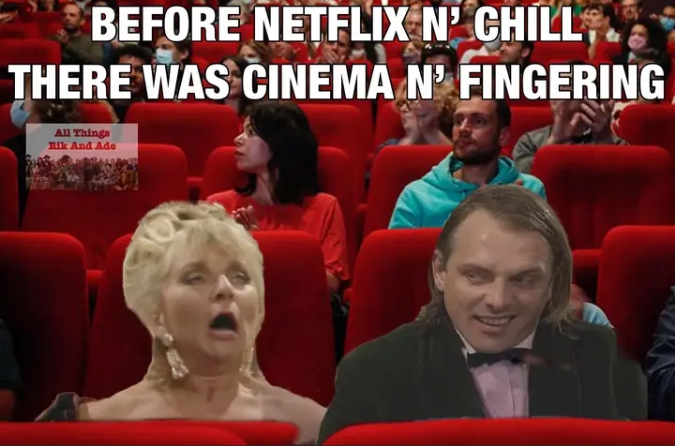 BEFORE NETFLIX N' CHILL
THERE WAS CINEMA N' FINGERING
All Things
Rik And Ade